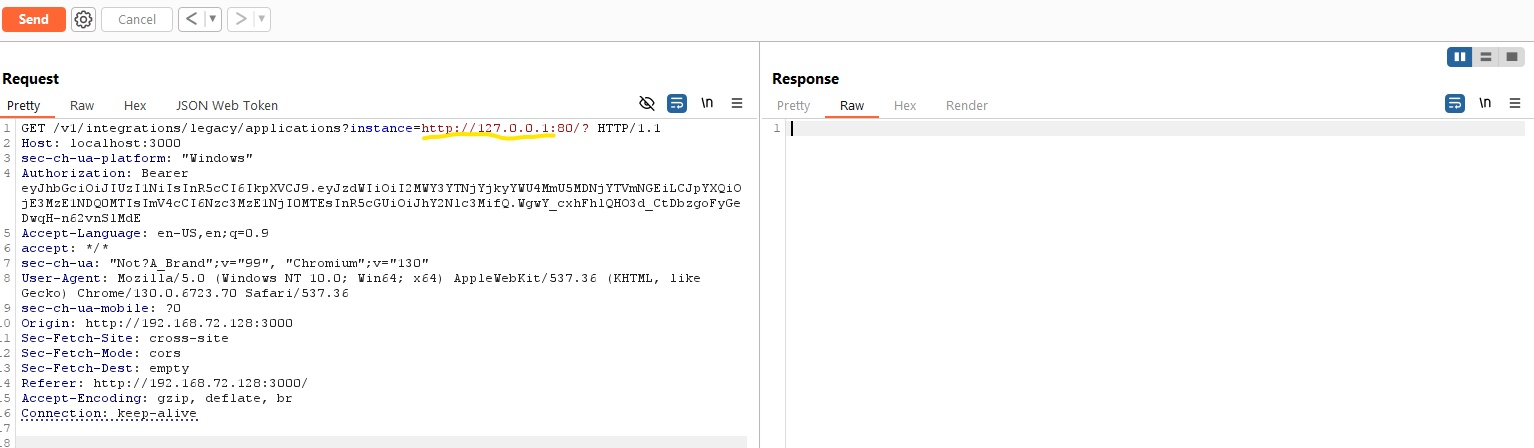 Send Cancel < ▼ > ▼
Request
Pretty Raw Hex JSON Web Token \n
1 GET /v1/integrations/legacy/applications?instance=http://127.0.0.1:80/? HTTP/1.1
2 Host: localhost:3000
3 sec-ch-ua-platform: "Windows"
4 Authorization: Bearer
eyJhbGciOiJIUzI1NiIsInR5cCI6IkpXVCJ9.eyJzdWIiOiI2MWY3YTNjYjkyYWU4MmU5MDNjYTVmNGEiLCJpYXQiO
jE3MzE1NDQ0MTIsImV4cCI6Nzc3MzE1NjI0MTEsInR5cGUiOiJhY2Nlc3MifQ.WgwY_cxhFhlQHO3d_CtDbzgoFyGe
DwqH-n62vnSlMdE
5 Accept-Language: en-US,en;q=0.9
6 accept: */*
7 sec-ch-ua: "Not?A_Brand";v="99", "Chromium";v="130"
8 User-Agent: Mozilla/5.0 (Windows NT 10.0; Win64; x64) AppleWebKit/537.36 (KHTML, like
Gecko) Chrome/130.0.6723.70 Safari/537.36
9 sec-ch-ua-mobile: ?0
10 Origin: http://192.168.72.128:3000
11 Sec-Fetch-Site: cross-site
12 Sec-Fetch-Mode: cors
13 Sec-Fetch-Dest: empty
14 Referer: http://192.168.72.128:3000/
15 Accept-Encoding: gzip, deflate, br
16 Connection: keep-alive
17
18
Response
Pretty Raw Hex Render \n
1